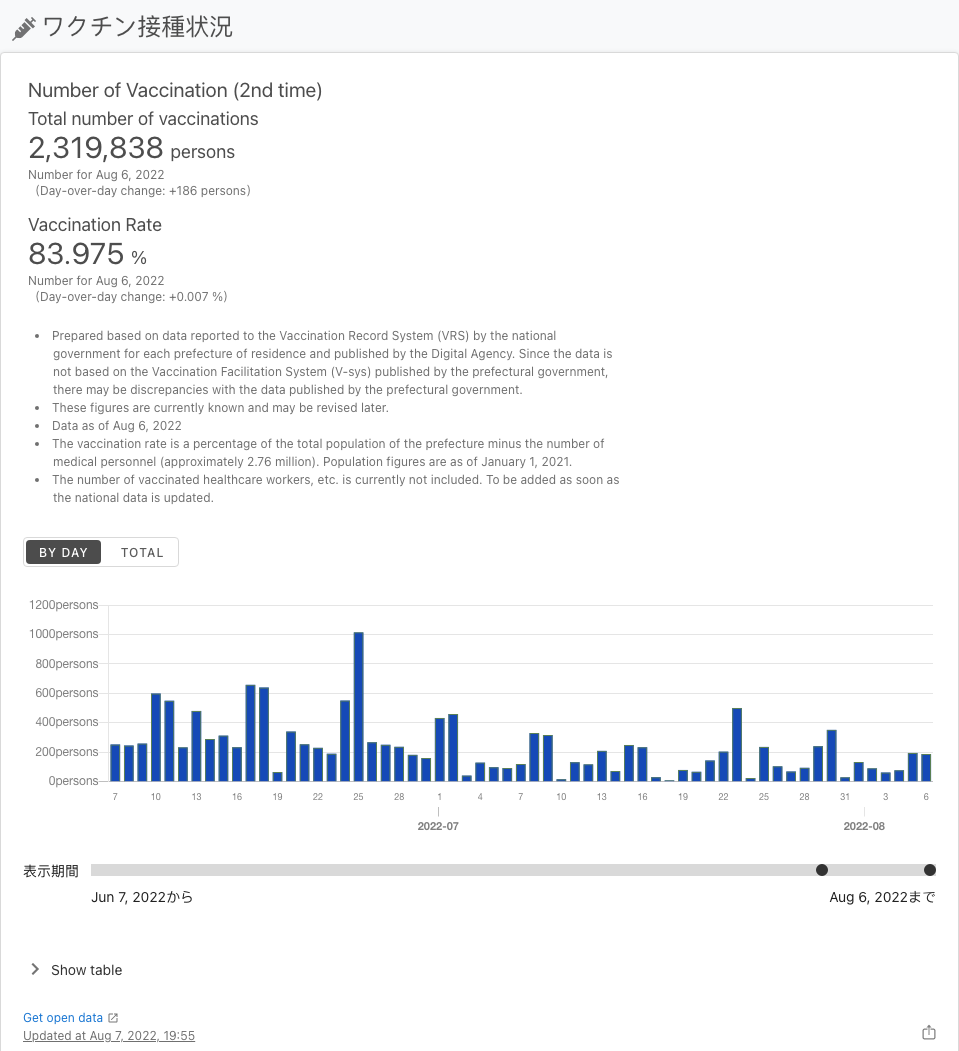 ワクチン接種状況
Number of Vaccination (2nd time)
Total number of vaccinations
2,319,838 persons
Number for Aug 6, 2022
(Day-over-day change: +186 persons)
Vaccination Rate
83.975 %
Number for Aug 6, 2022
(Day-over-day change: +0.007 %)
• Prepared based on data reported to the Vaccination Record System (VRS) by the national
government for each prefecture of residence and published by the Digital Agency. Since the data is
not based on the Vaccination Facilitation System (V-sys) published by the prefectural government,
there may be discrepancies with the data published by the prefectural government.
• These figures are currently known and may be revised later.
• Data as of Aug 6, 2022
• The vaccination rate is a percentage of the total population of the prefecture minus the number of
medical personnel (approximately 2.76 million). Population figures are as of January 1, 2021.
• The number of vaccinated healthcare workers, etc. is currently not included. To be added as soon as
the national data is updated.
BY DAY TOTAL
1200persons
1000persons
800persons
600persons
400persons
200persons
0persons
7 10 13 16 19 22 25 28 1 4 7 10 13 16 19 22 25 28 31 3 6
2022-07 2022-08
表示期間
Jun 7, 2022から Aug 6, 2022まで
Show table
Get open data
Updated at Aug 7, 2022, 19:55